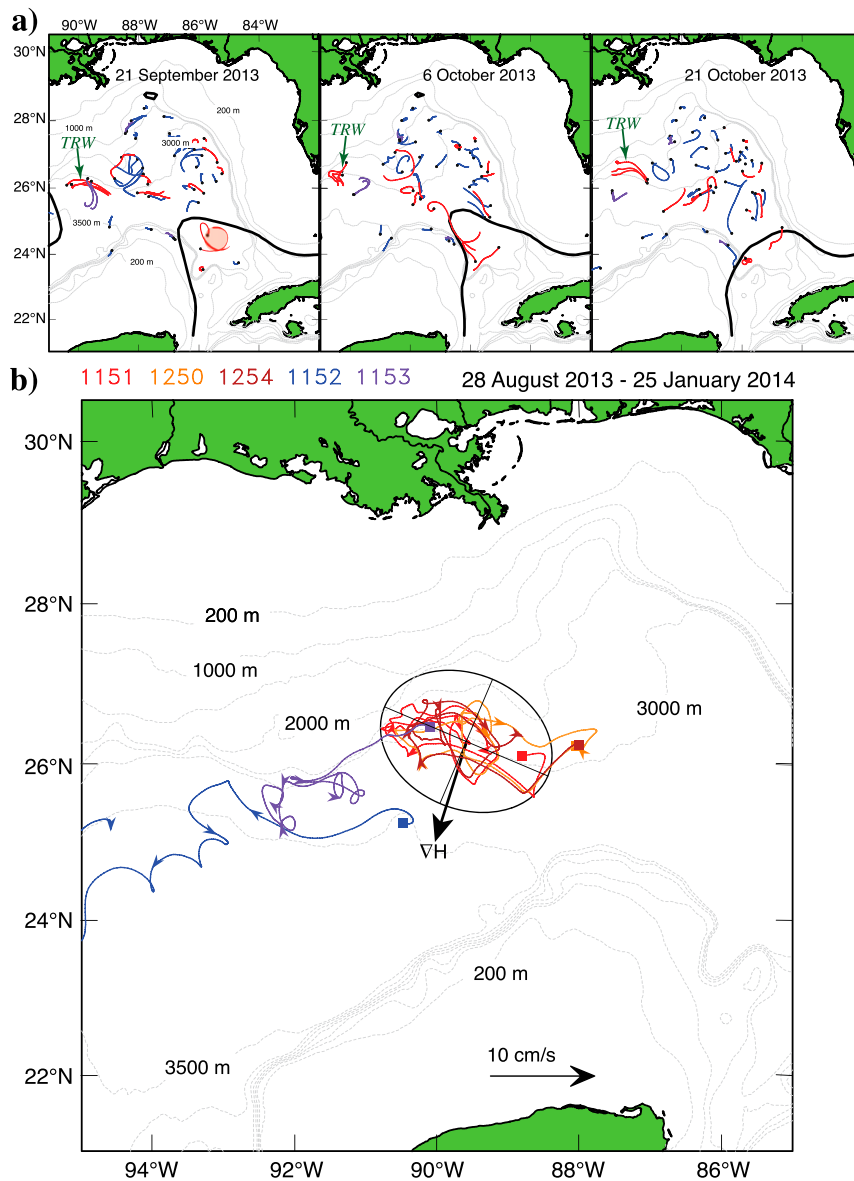 a)
90°W 88°W 86°W 84°W
30°N
28°N
26°N
24°N
22°N
21 September 2013
200 m
1000 m
3000 m
TRW
3500 m
200 m
6 October 2013
TRW
21 October 2013
TRW
b)
1151 1250 1254 1152 1153 28 August 2013 - 25 January 2014
30°N
28°N
26°N
24°N
22°N
200 m
1000 m
2000 m
3000 m
∇H
200 m
10 cm/s
3500 m
94°W 92°W 90°W 88°W 86°W